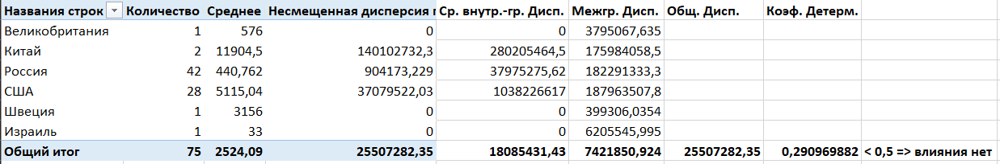 Названия строк Количество Среднее Несмещенная дисперсия п Ср. внутр.-гр. Дисп. Межгр. Дисп. Общ. Дисп. Коэф. Детерм.
Великобритания 1 576 0 0 3795067,635
Китай 2 11904,5 140102732,3 280205464,5 175984058,5
Россия 42 440,762 904173,229 37975275,62 182291333,3
США 28 5115,04 37079522,03 1038226617 187963507,8
Швеция 1 3156 0 0 399306,0354
Израиль 1 33 0 0 6205545,995
Общий итог 75 2524,09 25507282,35 18085431,43 7421850,924 25507282,35 0,290969882 < 0,5 => влияния нет